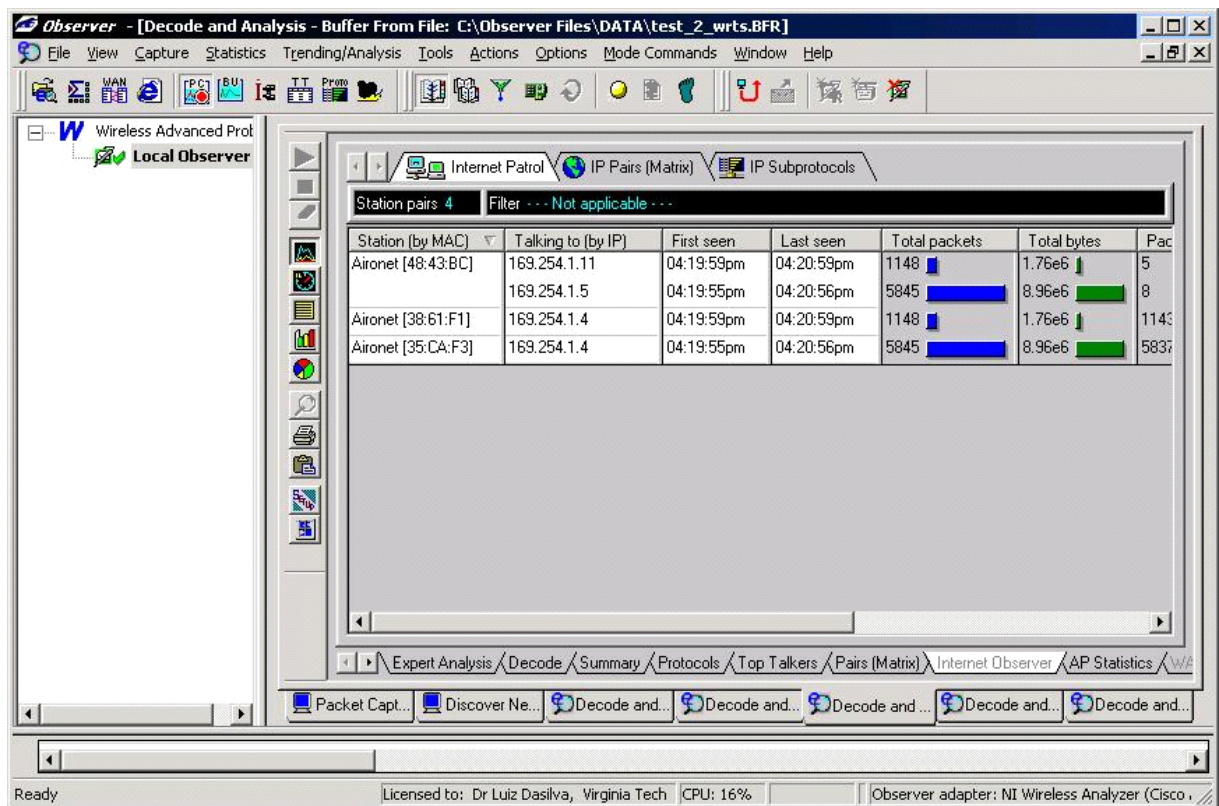 Observer - [Decode and Analysis - Buffer From File: C:\Observer Files\DATA\test_2_wrts.BFR]
File View Capture Statistics Trending/Analysis Tools Actions Options Mode Commands Window Help
Wireless Advanced Prot
Local Observer
Internet Patrol IP Pairs (Matrix) IP Subprotocols
Station pairs 4 Filter - - - Not applicable - - -
Station (by MAC) Talking to (by IP) First seen Last seen Total packets Total bytes Pac
Aironet [48:43:BC] 169.254.1.11 04:19:59pm 04:20:59pm 1148 1.76e6 5
169.254.1.5 04:19:55pm 04:20:56pm 5845 8.96e6 8
Aironet [38:61:F1] 169.254.1.4 04:19:59pm 04:20:59pm 1148 1.76e6 1143
Aironet [35:CA:F3] 169.254.1.4 04:19:55pm 04:20:56pm 5845 8.96e6 5837
Expert Analysis Decode Summary Protocols Top Talkers Pairs (Matrix) Internet Observer AP Statistics
Packet Capt... Discover Ne... Decode and... Decode and... Decode and ... Decode and... Decode and...
Ready Licensed to: Dr Luiz Dasilva, Virginia Tech CPU: 16% Observer adapter: NI Wireless Analyzer (Cisco